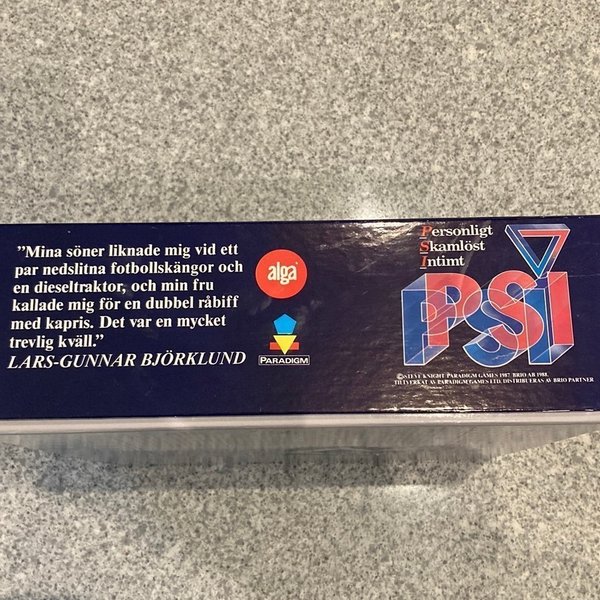 ”Mina söner liknade mig vid ett
par nedslitna fotbollskängor och
en dieseltraktor, och min fru
kallade mig för en dubbel råbiff
med kapris. Det var en mycket
trevlig kväll.”
LARS-GUNNAR BJÖRKLUND
alga
PARADIGM
Personligt
Skamlöst
Intimt
PSI
©STEVE KNIGHT PARADIGM GAMES 1987. BRIO AB 1988.
TILLVERKAT AV PARADIGM GAMES LTD. DISTRIBUERAS AV BRIO PARTNER